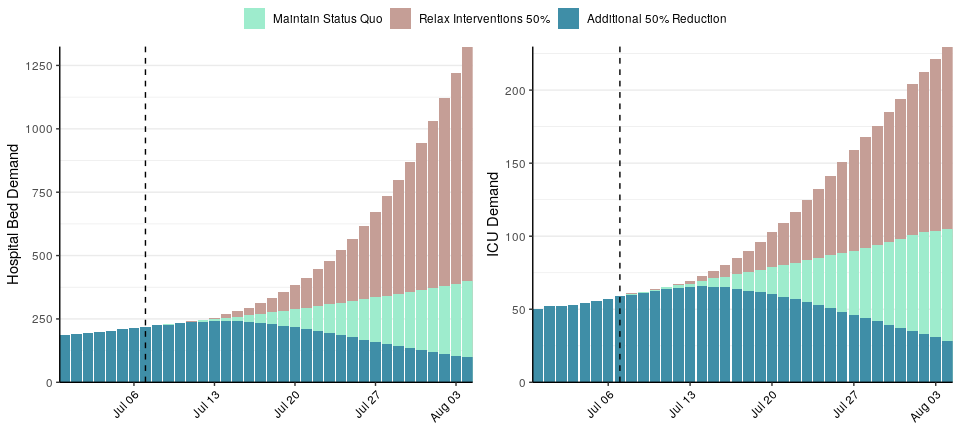 Maintain Status Quo Relax Interventions 50% Additional 50% Reduction
Hospital Bed Demand
1250
1000
750
500
250
0
Jul 06 Jul 13 Jul 20 Jul 27 Aug 03
ICU Demand
200
150
100
50
0
Jul 06 Jul 13 Jul 20 Jul 27 Aug 03